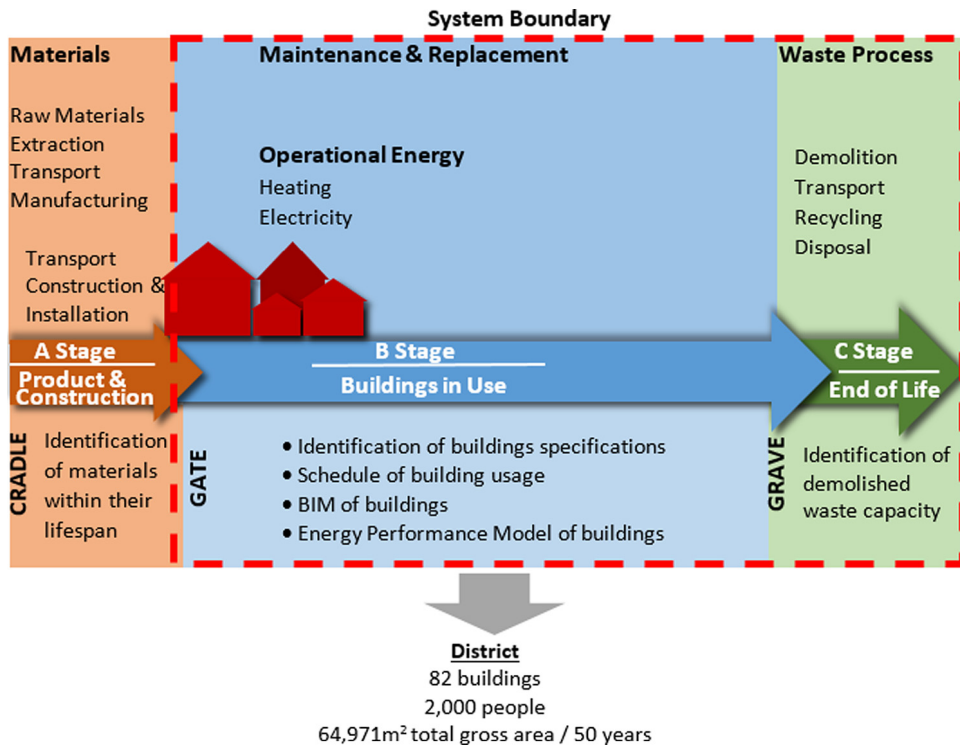 System Boundary
Materials
Raw Materials
Extraction
Transport
Manufacturing
Transport
Construction &
Installation
A Stage
Product &
Construction
CRADLE
Identification
of materials
within their
lifespan
Maintenance & Replacement
Operational Energy
Heating
Electricity
B Stage
Buildings in Use
GATE
• Identification of buildings specifications
• Schedule of building usage
• BIM of buildings
• Energy Performance Model of buildings
Waste Process
Demolition
Transport
Recycling
Disposal
C Stage
End of Life
GRAVE
Identification of
demolished
waste capacity
District
82 buildings
2,000 people
64,971m² total gross area / 50 years